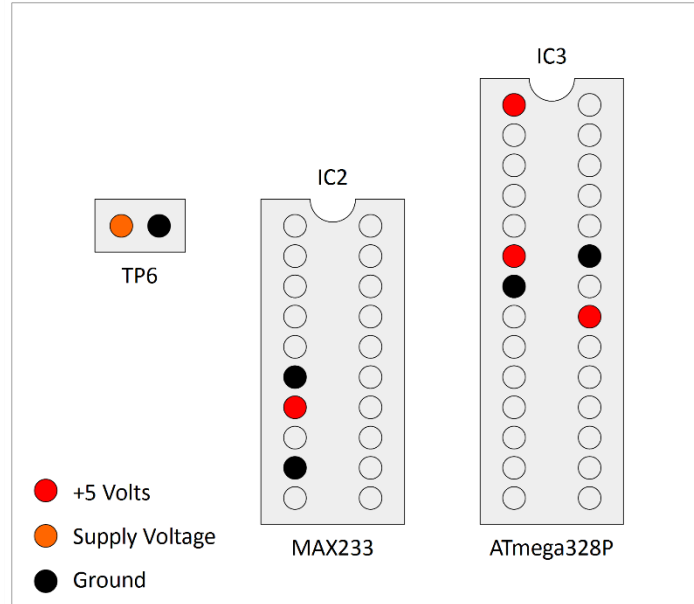 IC3
IC2
TP6
+5 Volts
Supply Voltage
Ground
MAX233
ATmega328P